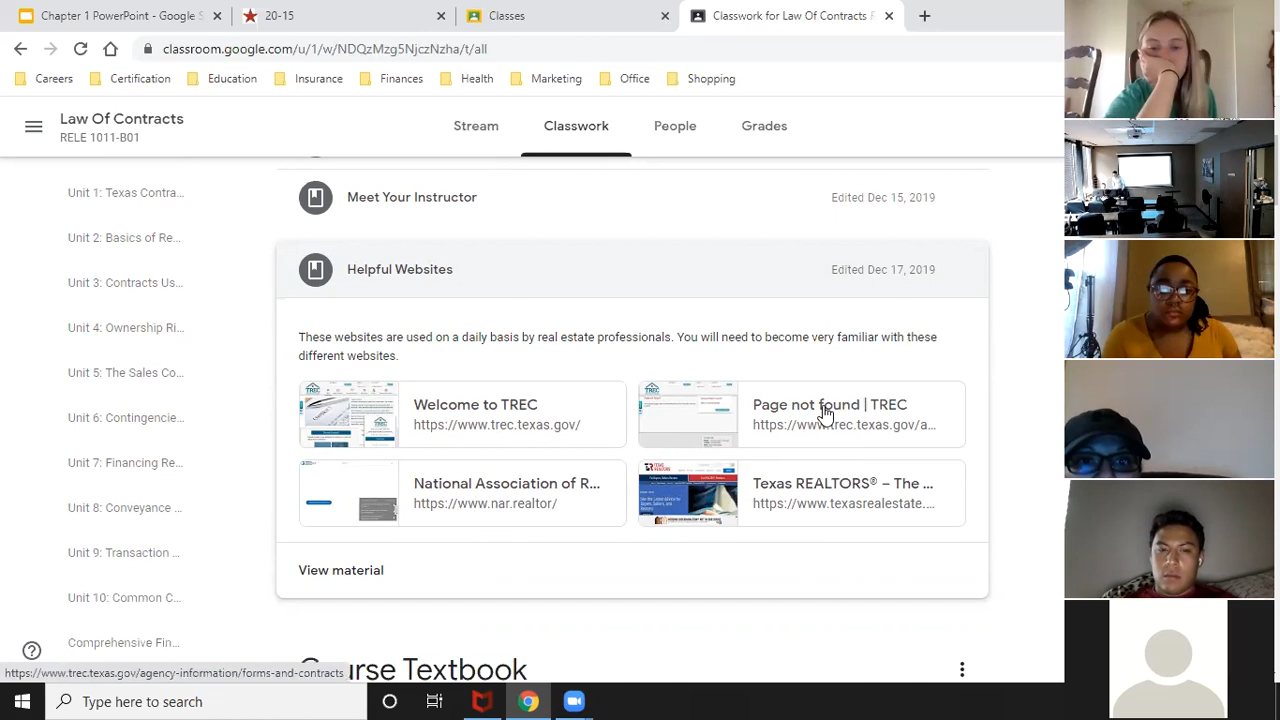 Chapter 1 PowerPoint - Google S
20-15
Classes
Classwork for Law Of Contracts R
classroom.google.com/u/1/w/NDQzMzg5NjczNzha/t/all
Careers
Certification
Education
Insurance
Finances
Health
Marketing
Office
Shopping
Law Of Contracts
RELE 1011-B01
Stream
Classwork
People
Grades
Unit 1: Texas Contra...
Unit 2: Basics of Re...
Unit 3: Contracts Us...
Unit 4: Ownership Ri...
Unit 5: The Sales Co...
Unit 6: Contingencie...
Unit 7: Financing Re...
Unit 8: Conveyance ...
Unit 9: Transaction ...
Unit 10: Common C...
Comprehensive Fin...
Meet Your Instructor
Edited Dec 15, 2019
Helpful Websites
Edited Dec 17, 2019
These websites are used on a daily basis by real estate professionals. You will need to become very familiar with these
different websites.
Welcome to TREC
https://www.trec.texas.gov/
Page not found | TREC
https://www.trec.texas.gov/a...
National Association of R...
https://www.nar.realtor/
Texas REALTORS® – The ...
https://www.texasrealestate....
View material
Course Textbook
https://www.trec.texas.gov/agency-information/forms-and-contracts
Type here to search